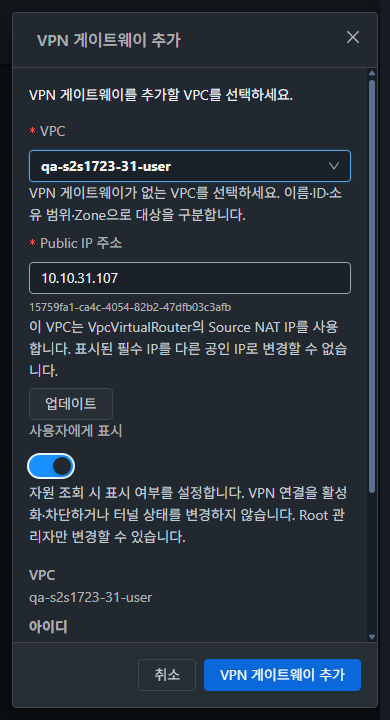 VPN 게이트웨이 추가
VPN 게이트웨이를 추가할 VPC를 선택하세요.
* VPC
qa-s2s1723-31-user
VPN 게이트웨이가 없는 VPC를 선택하세요. 이름·ID·소
유 범위·Zone으로 대상을 구분합니다.
* Public IP 주소
10.10.31.107
15759fa1-ca4c-4054-82b2-47dfb03c3afb
이 VPC는 VpcVirtualRouter의 Source NAT IP를 사용
합니다. 표시된 필수 IP를 다른 공인 IP로 변경할 수 없습
니다.
업데이트
사용자에게 표시
자원 조회 시 표시 여부를 설정합니다. VPN 연결을 활성
화·차단하거나 터널 상태를 변경하지 않습니다. Root 관
리자만 변경할 수 있습니다.
VPC
qa-s2s1723-31-user
아이디
취소
VPN 게이트웨이 추가